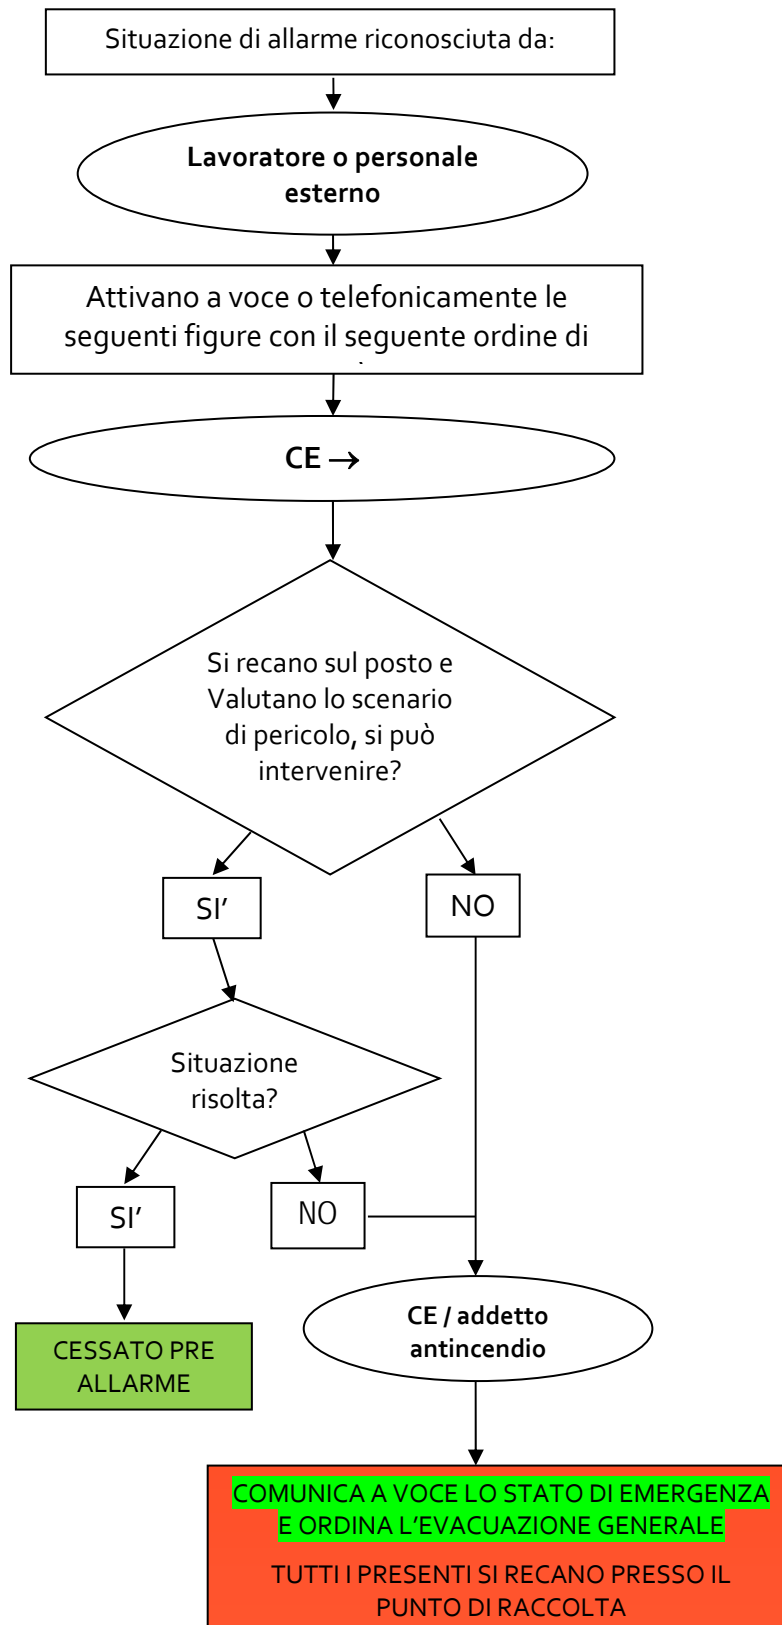 Situazione di allarme riconosciuta da:
Lavoratore o personale
esterno
Attivano a voce o telefonicamente le
seguenti figure con il seguente ordine di
CE →
Si recano sul posto e
Valutano lo scenario
di pericolo, si può
intervenire?
SI’
NO
Situazione
risolta?
SI’
NO
CE / addetto
antincendio
CESSATO PRE
ALLARME
COMUNICA A VOCE LO STATO DI EMERGENZA
E ORDINA L’EVACUAZIONE GENERALE
TUTTI I PRESENTI SI RECANO PRESSO IL
PUNTO DI RACCOLTA